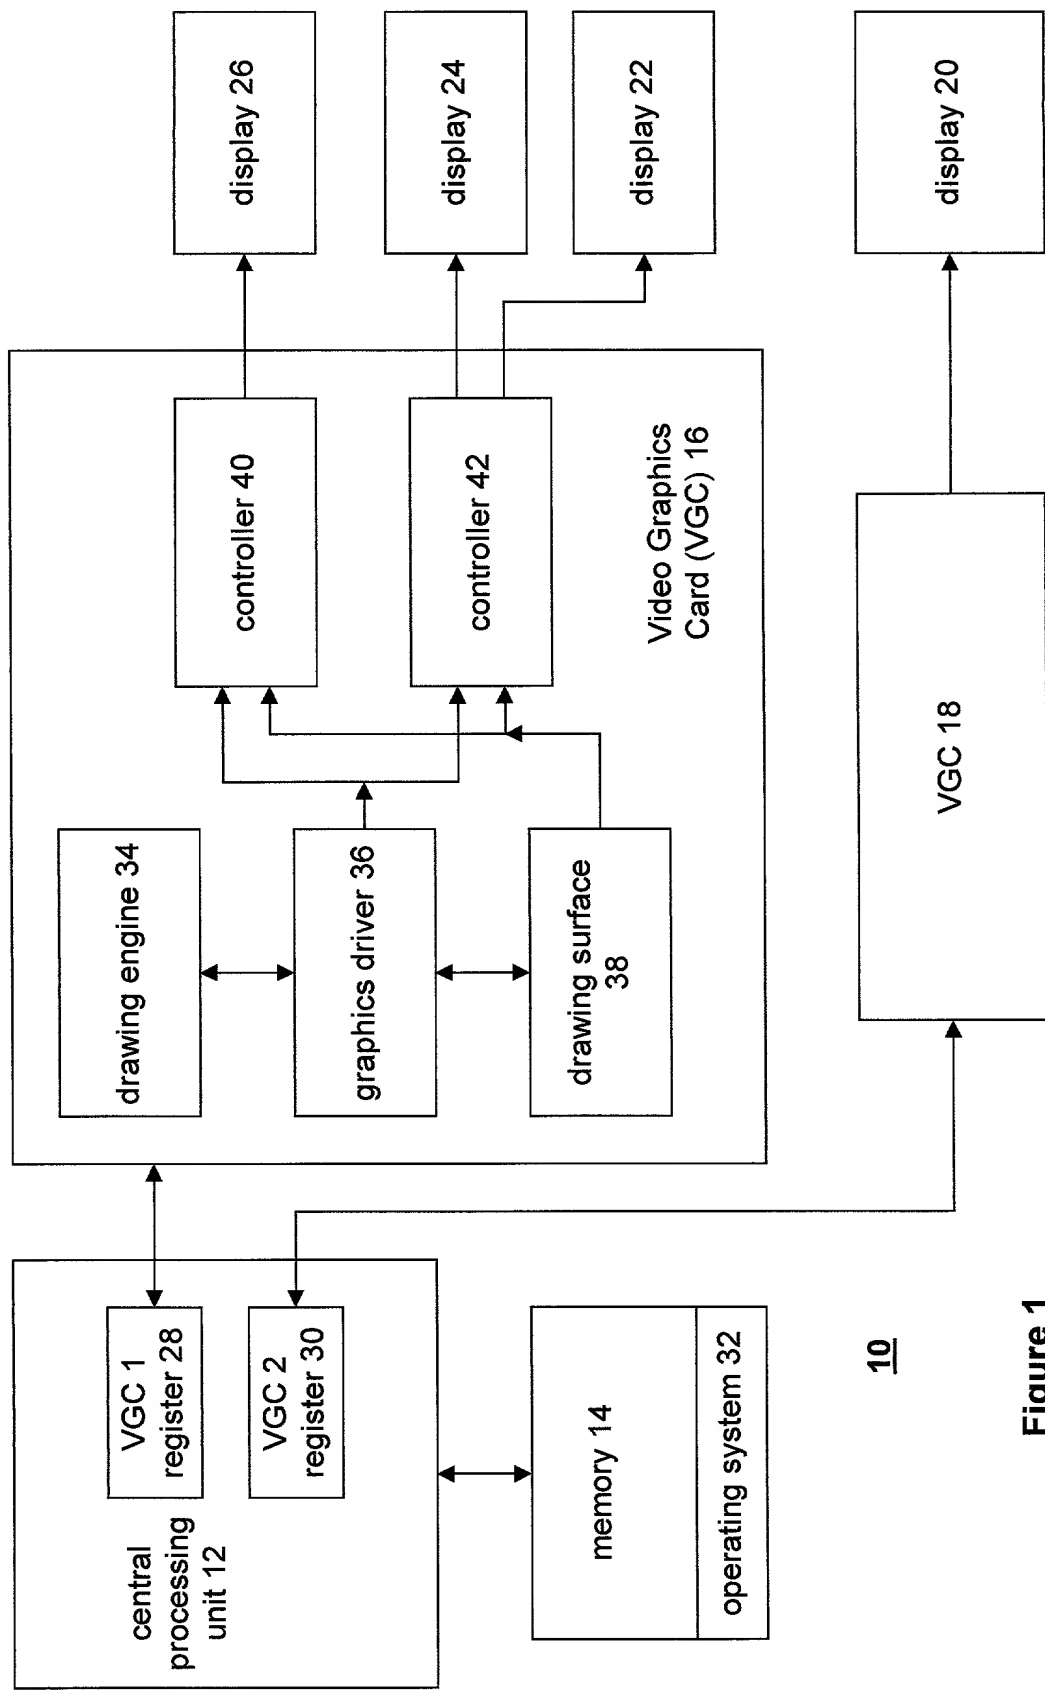 central
processing
unit 12
VGC 1
register 28
VGC 2
register 30
memory 14
operating system 32
drawing engine 34
graphics driver 36
drawing surface
38
controller 40
controller 42
Video Graphics
Card (VGC) 16
display 26
display 24
display 22
VGC 18
display 20
10
Figure 1